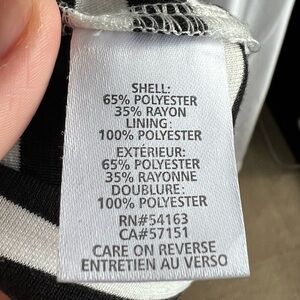 SHELL:
65% POLYESTER
35% RAYON
LINING:
100% POLYESTER
EXTÉRIEUR:
65% POLYESTER
35% RAYONNE
DOUBLURE:
100% POLYESTER
RN#54163
CA#57151
CARE ON REVERSE
ENTRETIEN AU VERSO